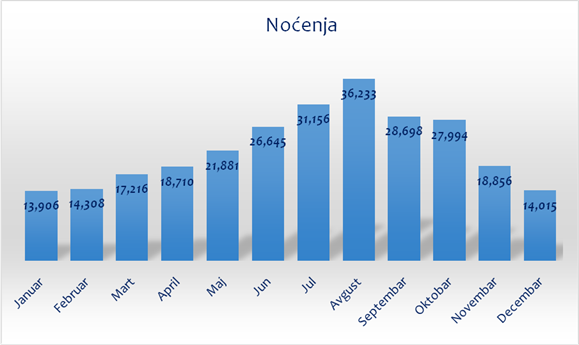 Noćenja
36,233
31,156
28,698
27,994
26,645
21,881
18,710
18,856
17,216
13,906
14,308
14,015
Januar
Februar
Mart
April
Maj
Jun
Jul
Avgust
Septembar
Oktobar
Novembar
Decembar